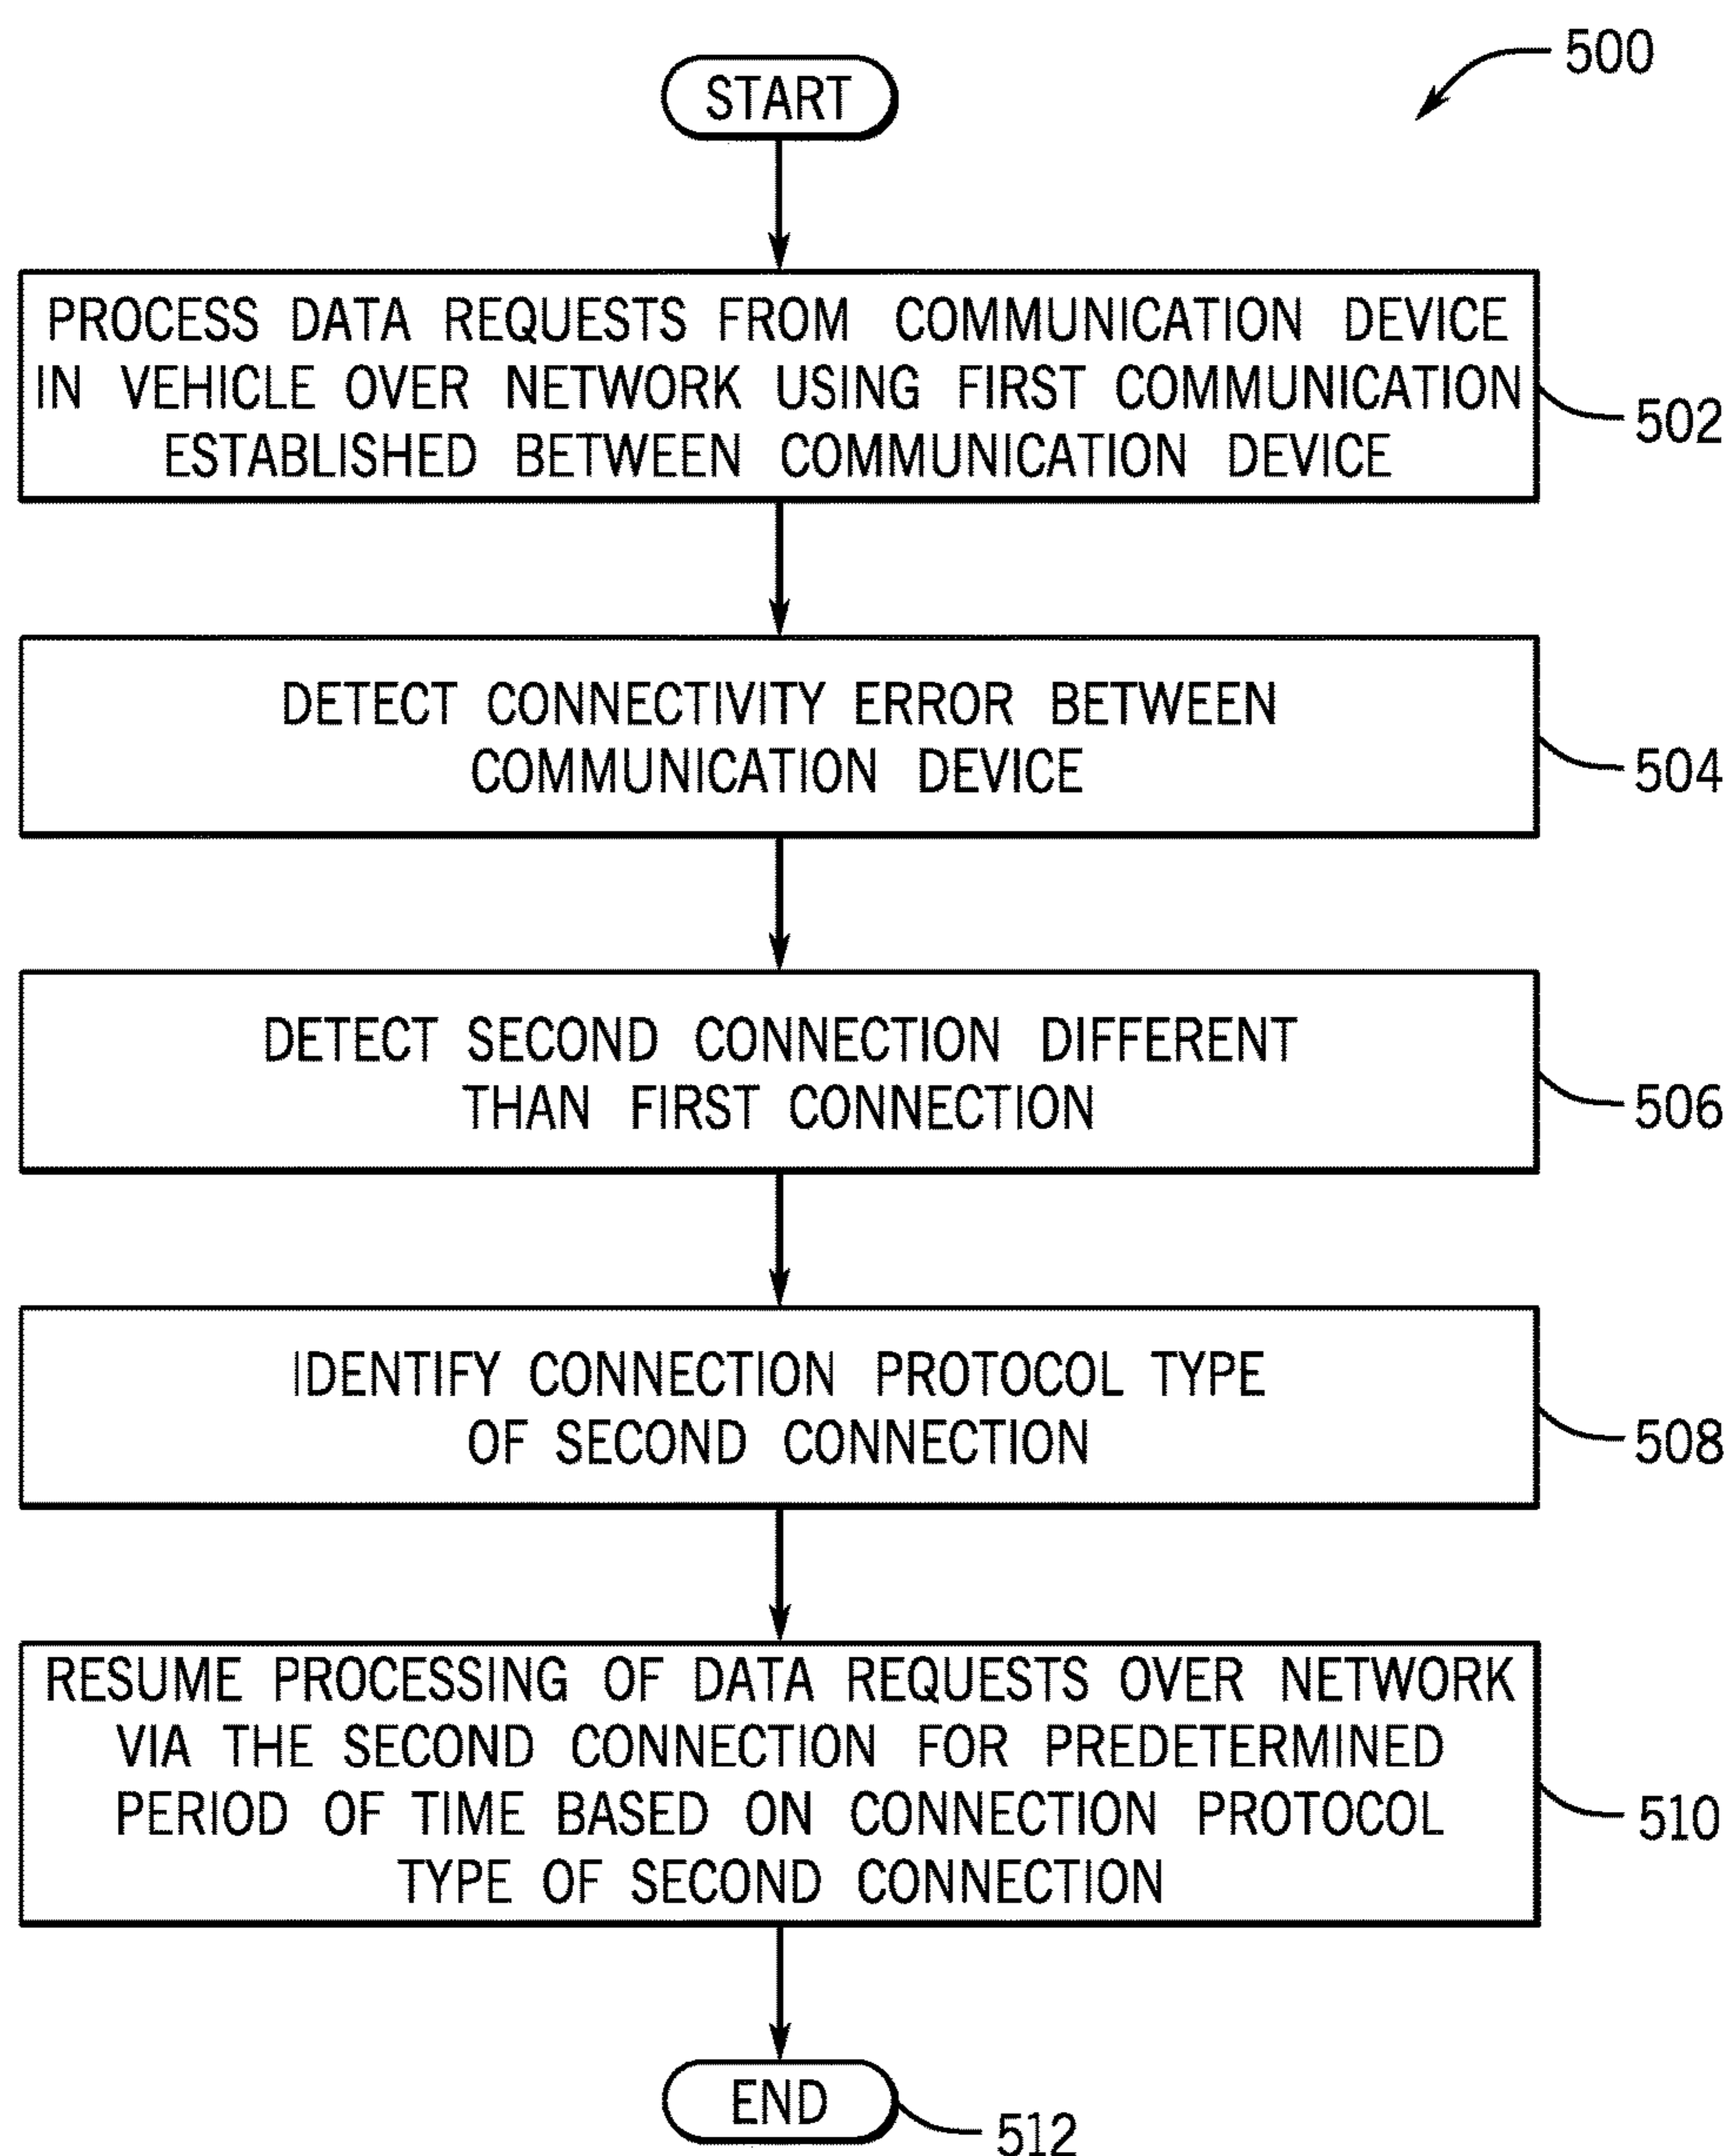 500
START
PROCESS DATA REQUESTS FROM COMMUNICATION DEVICE
IN VEHICLE OVER NETWORK USING FIRST COMMUNICATION
ESTABLISHED BETWEEN COMMUNICATION DEVICE
502
DETECT CONNECTIVITY ERROR BETWEEN
COMMUNICATION DEVICE
504
DETECT SECOND CONNECTION DIFFERENT
THAN FIRST CONNECTION
506
IDENTIFY CONNECTION PROTOCOL TYPE
OF SECOND CONNECTION
508
RESUME PROCESSING OF DATA REQUESTS OVER NETWORK
VIA THE SECOND CONNECTION FOR PREDETERMINED
PERIOD OF TIME BASED ON CONNECTION PROTOCOL
TYPE OF SECOND CONNECTION
510
END
512